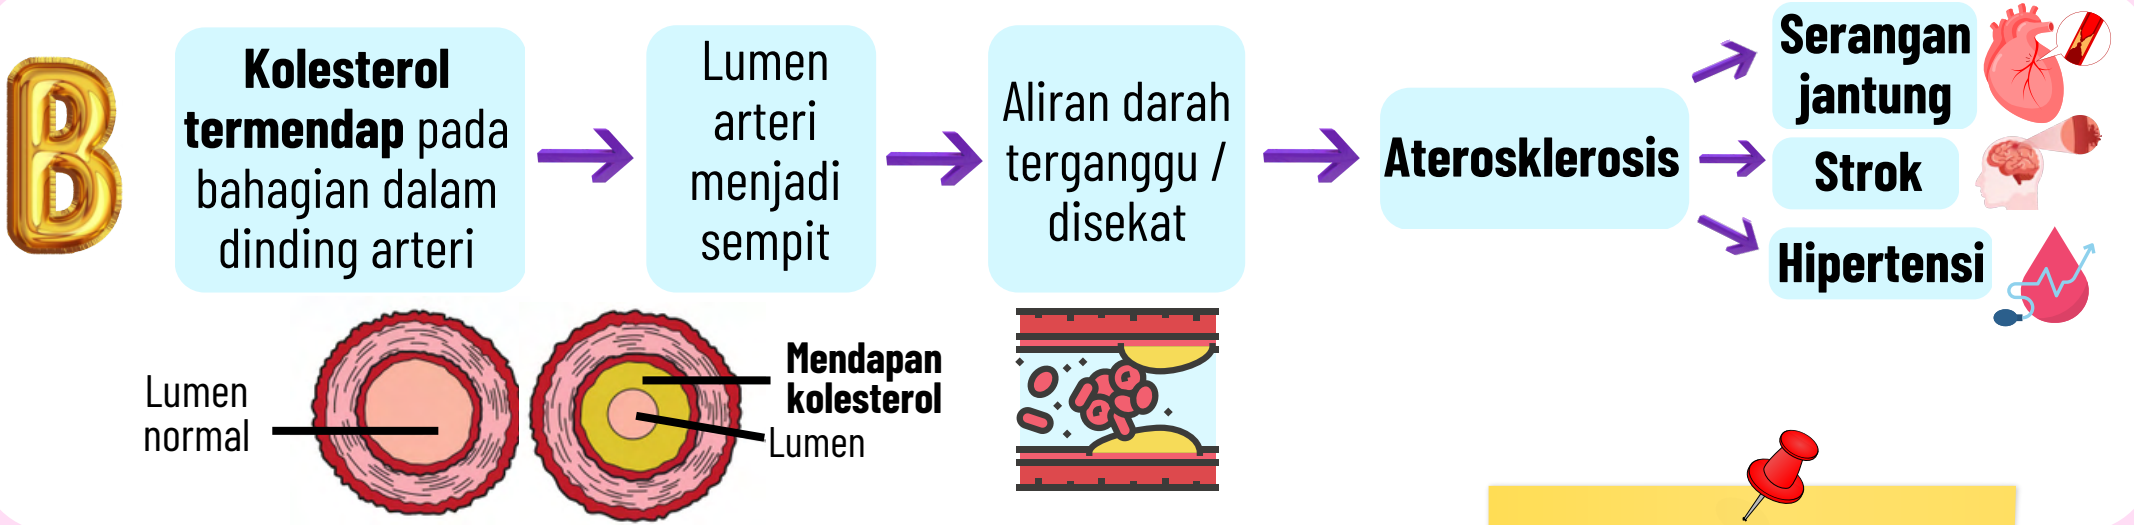 B
Kolesterol
termendap pada
bahagian dalam
dinding arteri
Lumen
arteri
menjadi
sempit
Aliran darah
terganggu /
disekat
Aterosklerosis
Serangan
jantung
Strok
Hipertensi
Lumen
normal
Mendapan
kolesterol
Lumen